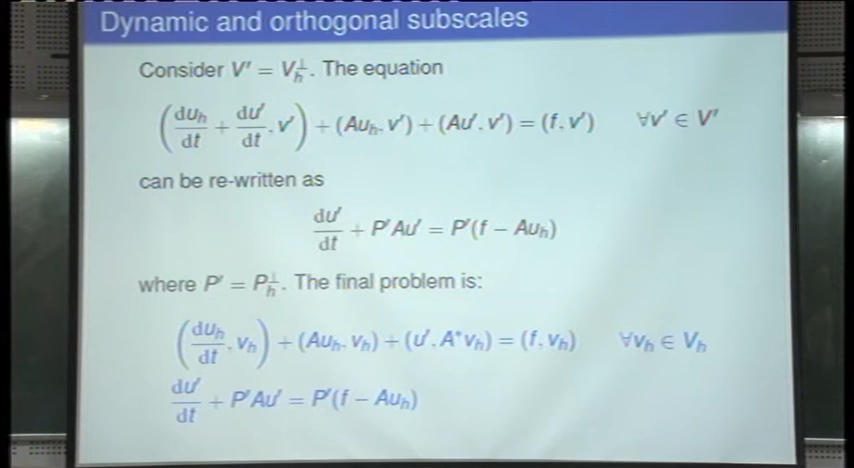 Dynamic and orthogonal subscales
Consider V' = V_h^⊥. The equation
(du_h/dt + du'/dt, v') + (Au_h, v') + (Au', v') = (f, v')   ∀v' ∈ V'
can be re-written as
du'/dt + P'Au' = P'(f − Au_h)
where P' = P_h^⊥. The final problem is:
(du_h/dt, v_h) + (Au_h, v_h) + (u', A*v_h) = (f, v_h)   ∀v_h ∈ V_h
du'/dt + P'Au' = P'(f − Au_h)